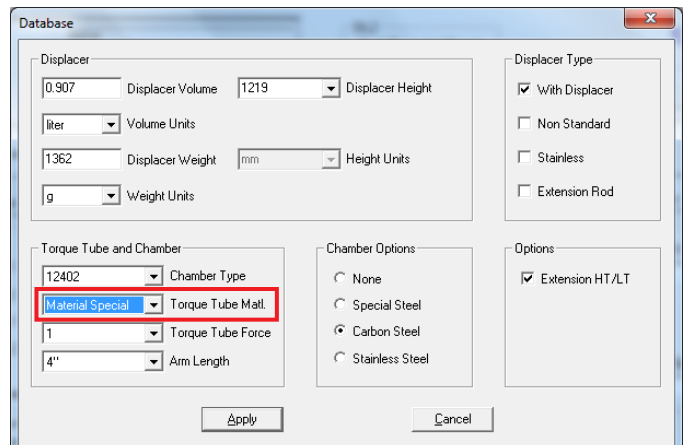 Database
Displacer
0.907 Displacer Volume 1219 Displacer Height
liter Volume Units
1362 Displacer Weight mm Height Units
g Weight Units
Displacer Type
With Displacer
Non Standard
Stainless
Extension Rod
Torque Tube and Chamber
12402 Chamber Type
Material Special Torque Tube Matl.
1 Torque Tube Force
4" Arm Length
Chamber Options
None
Special Steel
Carbon Steel
Stainless Steel
Options
Extension HT/LT
Apply Cancel